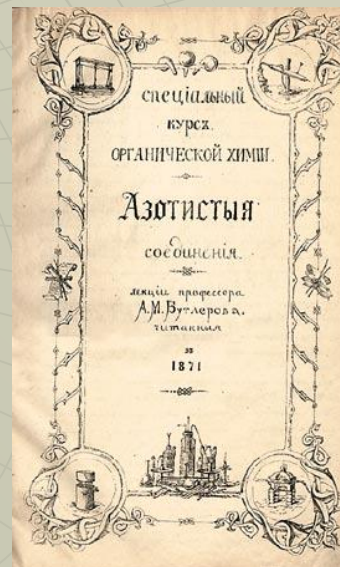 спеціальный
курсъ
ОРГАНИЧЕСКОЙ ХИМІИ.
Азотистыя
соединенія.
лекціи профессора
А.М.Бутлерова.
читанныя
въ
1871